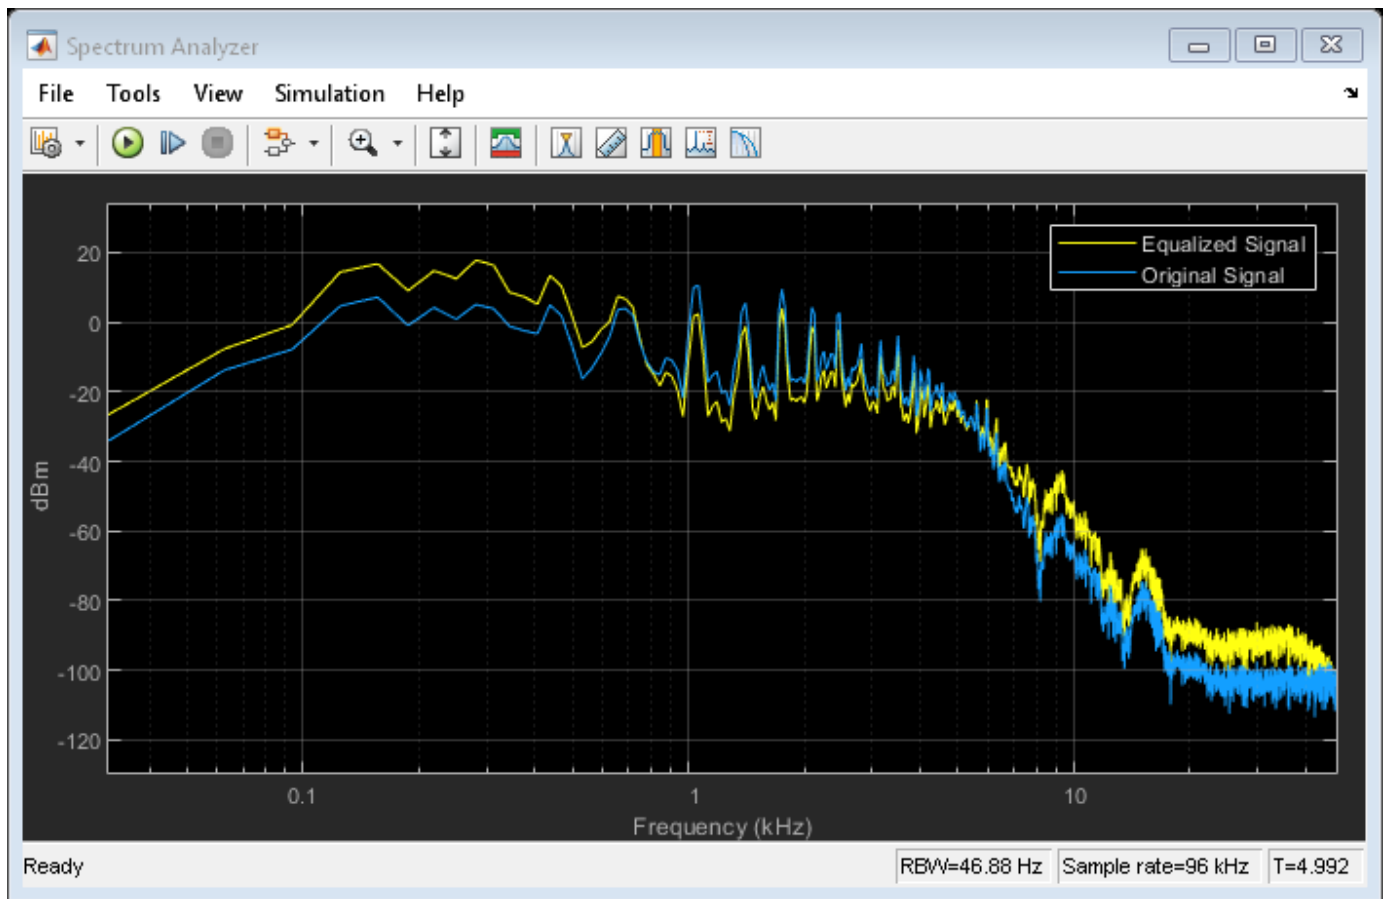 Spectrum Analyzer
File Tools View Simulation Help
Equalized Signal
Original Signal
20
0
-20
-40
-60
-80
-100
-120
dBm
0.1 1 10
Frequency (kHz)
Ready RBW=46.88 Hz Sample rate=96 kHz T=4.992